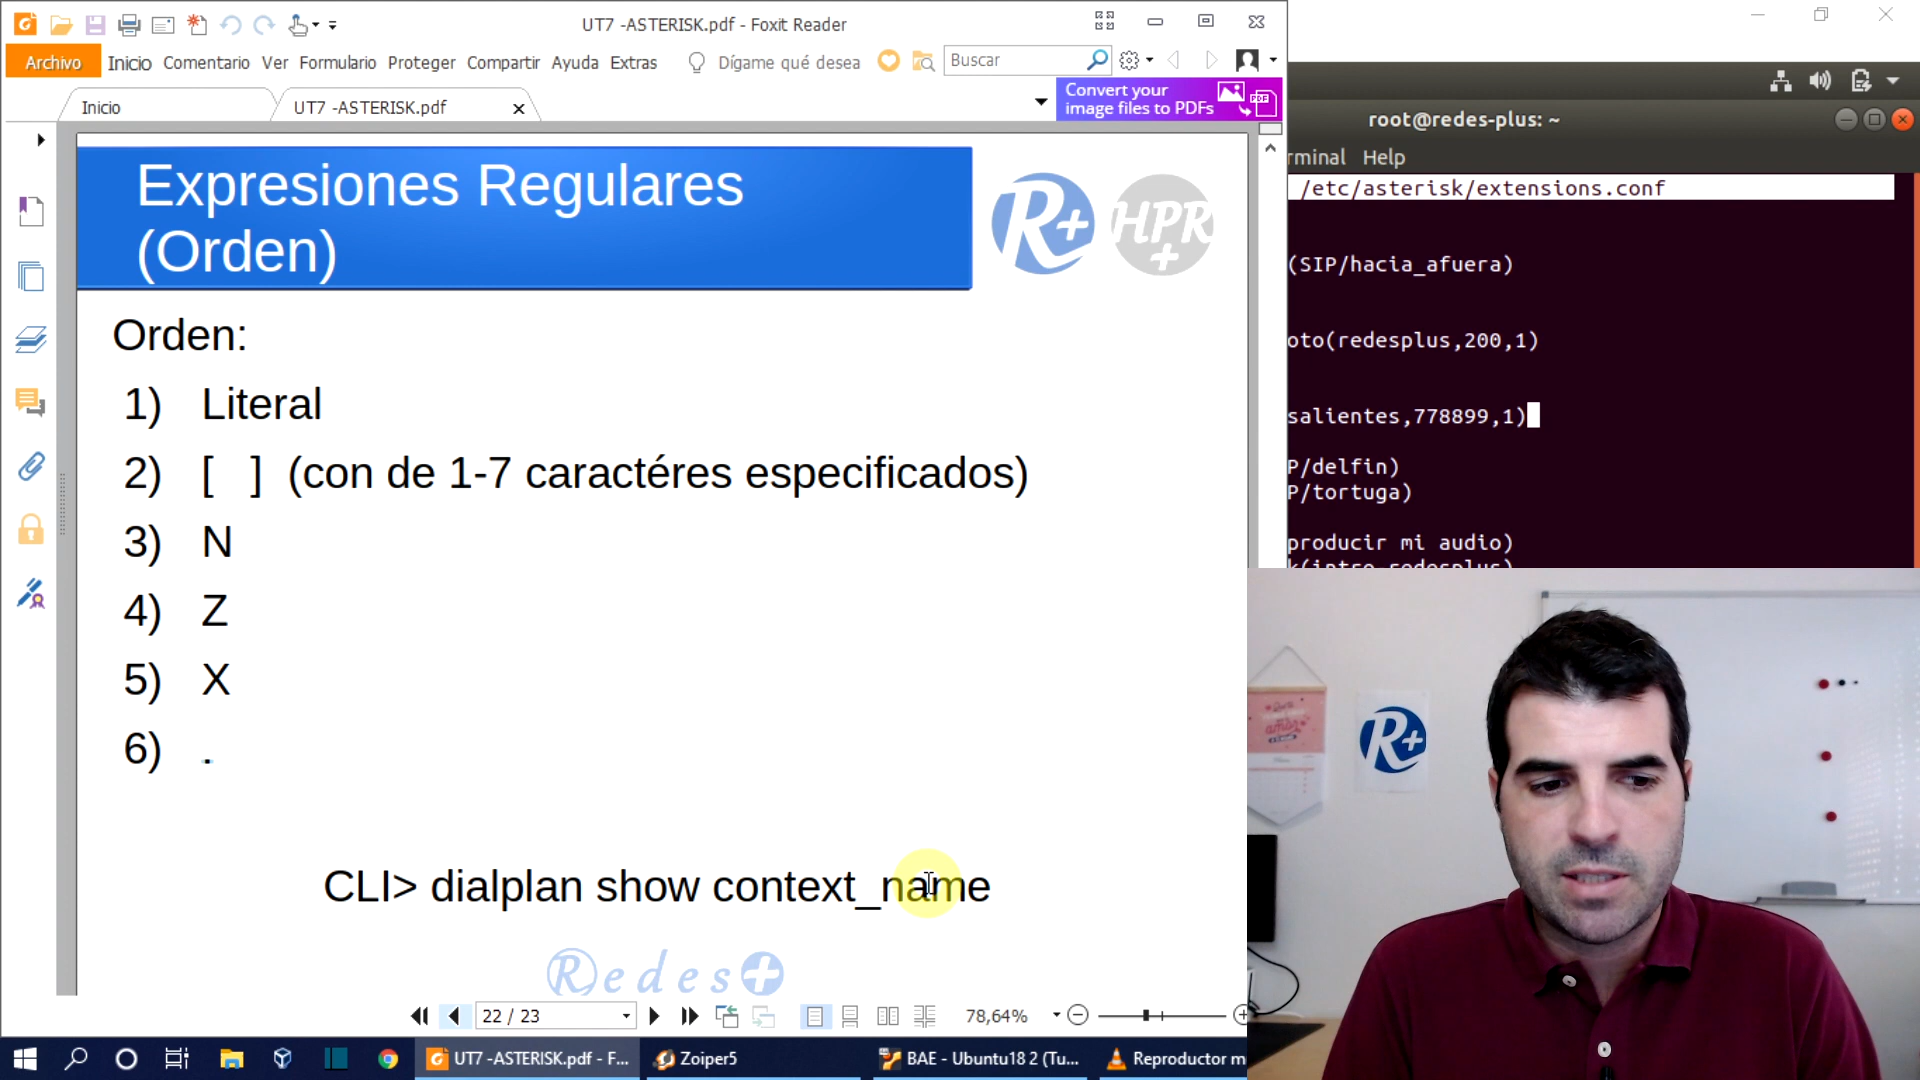 UT7 -ASTERISK.pdf - Foxit Reader
Archivo Inicio Comentario Ver Formulario Proteger Compartir Ayuda Extras Dígame qué desea Buscar
Inicio UT7 -ASTERISK.pdf
Convert your
image files to PDFs
PDF
Expresiones Regulares
(Orden)
R+ HPR+
Orden:
1) Literal
2) [ ] (con de 1-7 caractéres especificados)
3) N
4) Z
5) X
6) .
CLI> dialplan show context_name
Redes+
22 / 23 78,64%
root@redes-plus: ~
rminal Help
/etc/asterisk/extensions.conf
(SIP/hacia_afuera)
oto(redesplus,200,1)
salientes,778899,1)
P/delfin)
P/tortuga)
producir mi audio)
k(intro_redesplus)
R+
UT7 -ASTERISK.pdf - F... Zoiper5 BAE - Ubuntu18 2 (Tu... Reproductor m